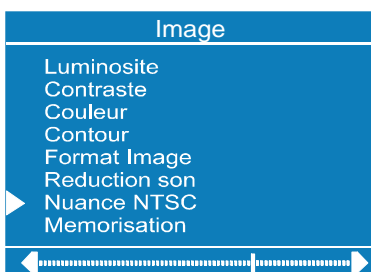 Image
Luminosite
Contraste
Couleur
Contour
Format Image
Reduction son
Nuance NTSC
Memorisation